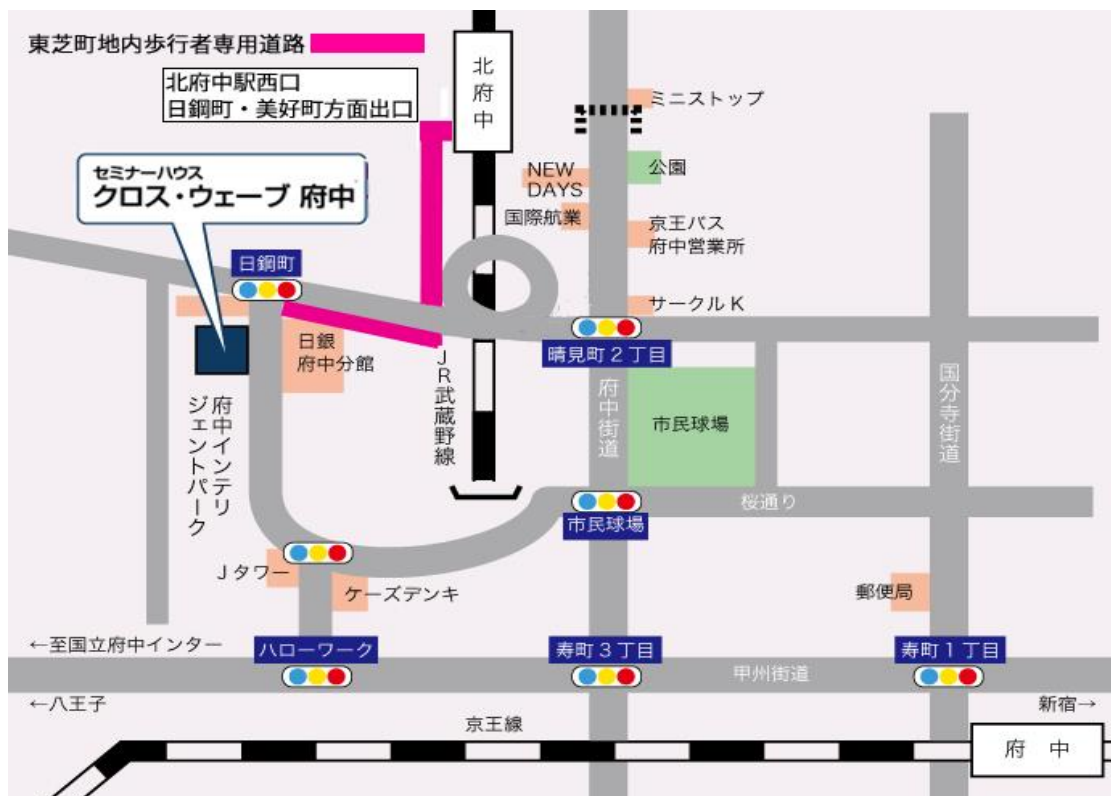 東芝町地内歩行者専用道路
北府中駅西口
日鋼町・美好町方面出口
北府中
ミニストップ
セミナーハウス
クロス・ウェーブ 府中
NEW
DAYS
公園
国際航業
京王バス
府中営業所
日鋼町
サークルK
日銀
府中分館
晴見町2丁目
JR武蔵野線
府中街道
国分寺街道
市民球場
府中インテリ
ジェントパーク
桜通り
市民球場
Jタワー
ケーズデンキ
郵便局
←至国立府中インター
ハローワーク
寿町3丁目
寿町1丁目
甲州街道
←八王子
新宿→
京王線
府中